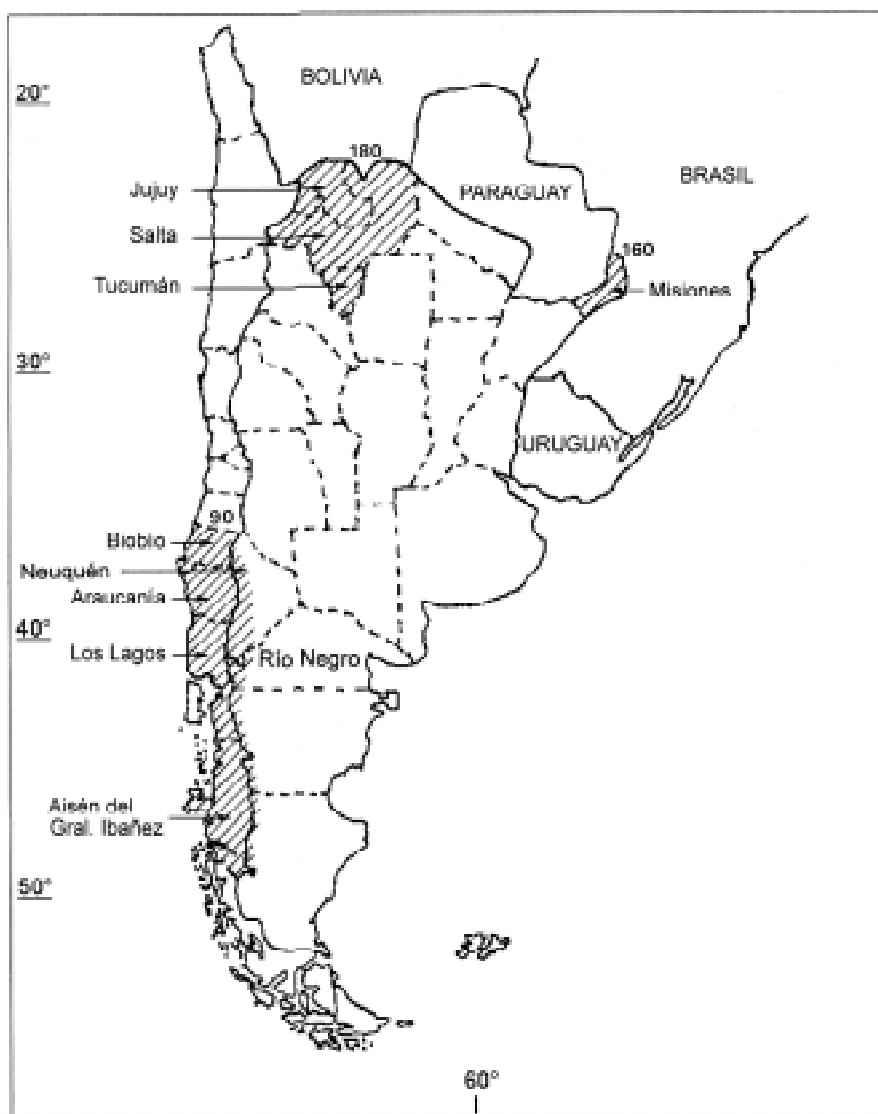 BOLIVIA
20°
180
Jujuy
PARAGUAY
BRASIL
Salta
160
Tucumán
Misiones
30°
URUGUAY
90
Biobío
Neuquén
Araucanía
40°
Los Lagos
Río Negro
Aisén del
Gral. Ibañez
50°
60°